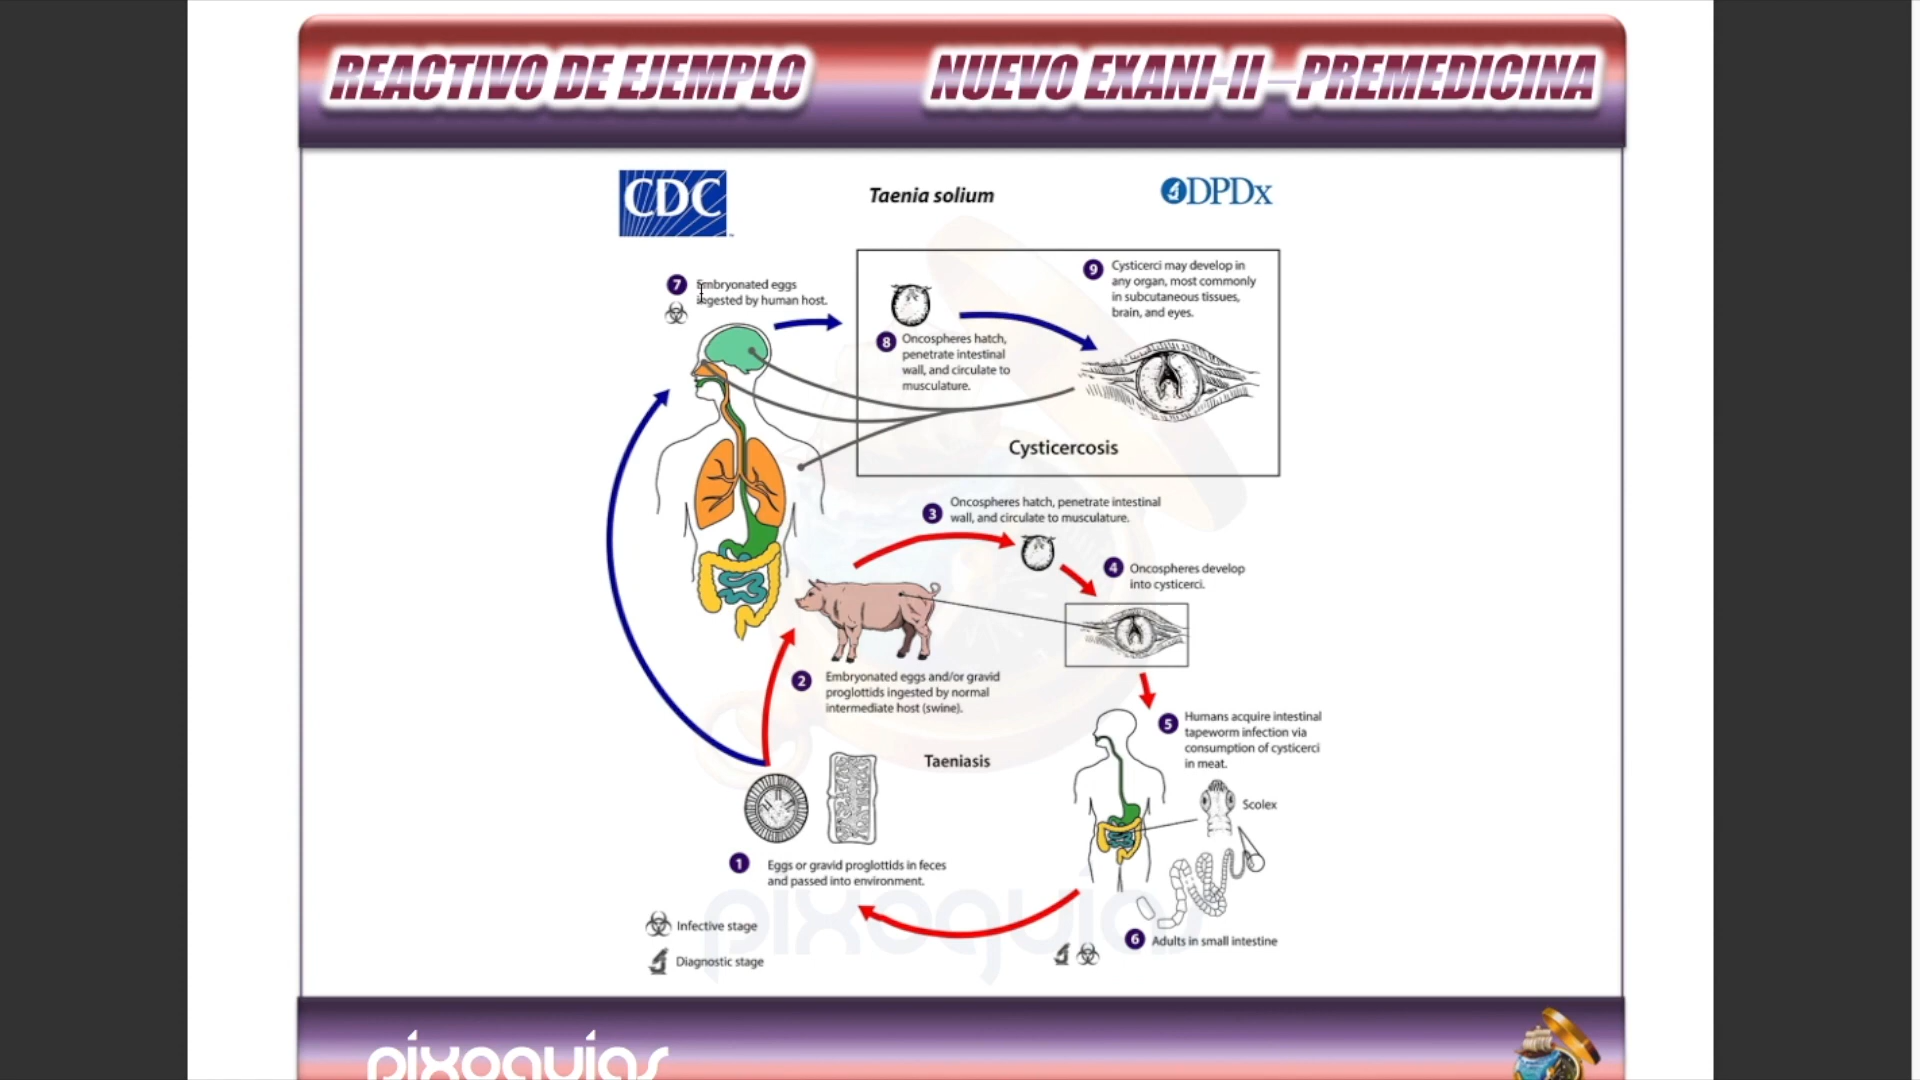 REACTIVO DE EJEMPLO
NUEVO EXANI-II –PREMEDICINA
CDC
Taenia solium
DPDx
7 Embryonated eggs
ingested by human host.
8 Oncospheres hatch,
penetrate intestinal
wall, and circulate to
musculature.
9 Cysticerci may develop in
any organ, most commonly
in subcutaneous tissues,
brain, and eyes.
Cysticercosis
3 Oncospheres hatch, penetrate intestinal
wall, and circulate to musculature.
4 Oncospheres develop
into cysticerci.
2 Embryonated eggs and/or gravid
proglottids ingested by normal
intermediate host (swine).
5 Humans acquire intestinal
tapeworm infection via
consumption of cysticerci
in meat.
Taeniasis
Scolex
1 Eggs or gravid proglottids in feces
and passed into environment.
6 Adults in small intestine
Infective stage
Diagnostic stage
pixoguías
pixoguías